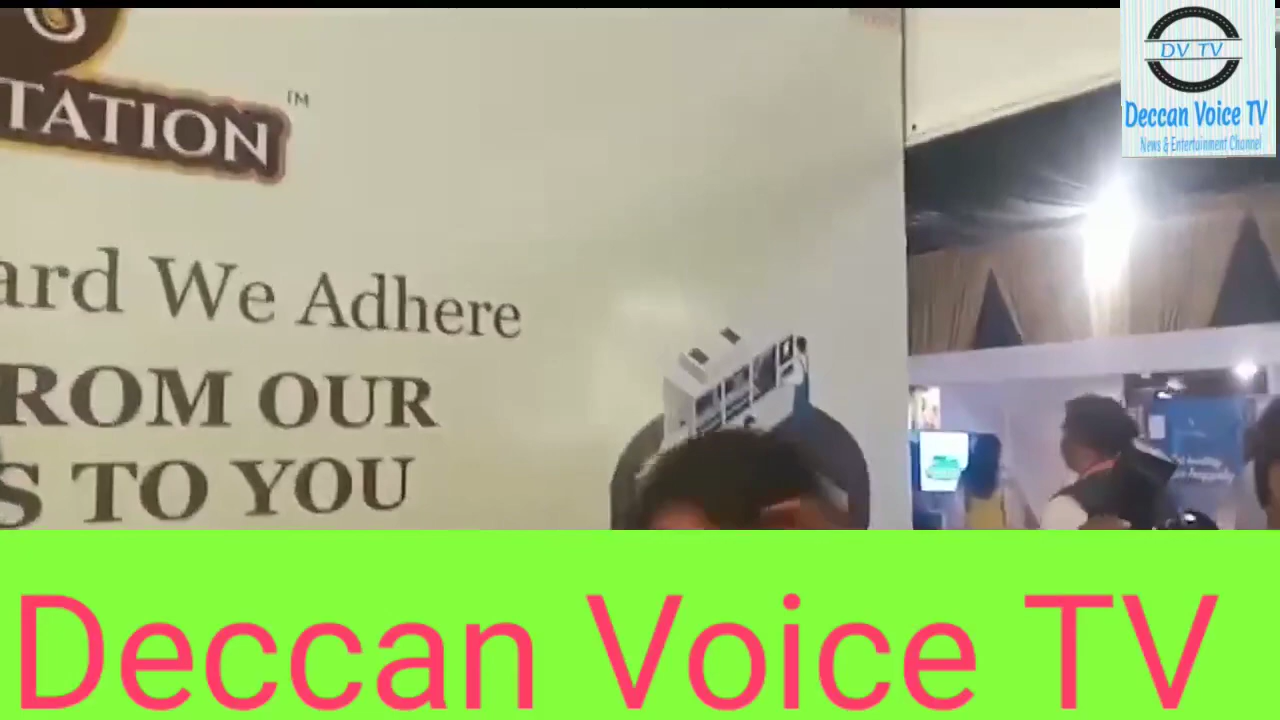 TATION
TM
ard We Adhere
ROM OUR
S TO YOU
DV TV
Deccan Voice TV
News & Entertainment Channel
Deccan Voice TV